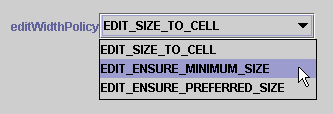 editWidthPolicy EDIT_SIZE_TO_CELL
EDIT_SIZE_TO_CELL
EDIT_ENSURE_MINIMUM_SIZE
EDIT_ENSURE_PREFERRED_SIZE